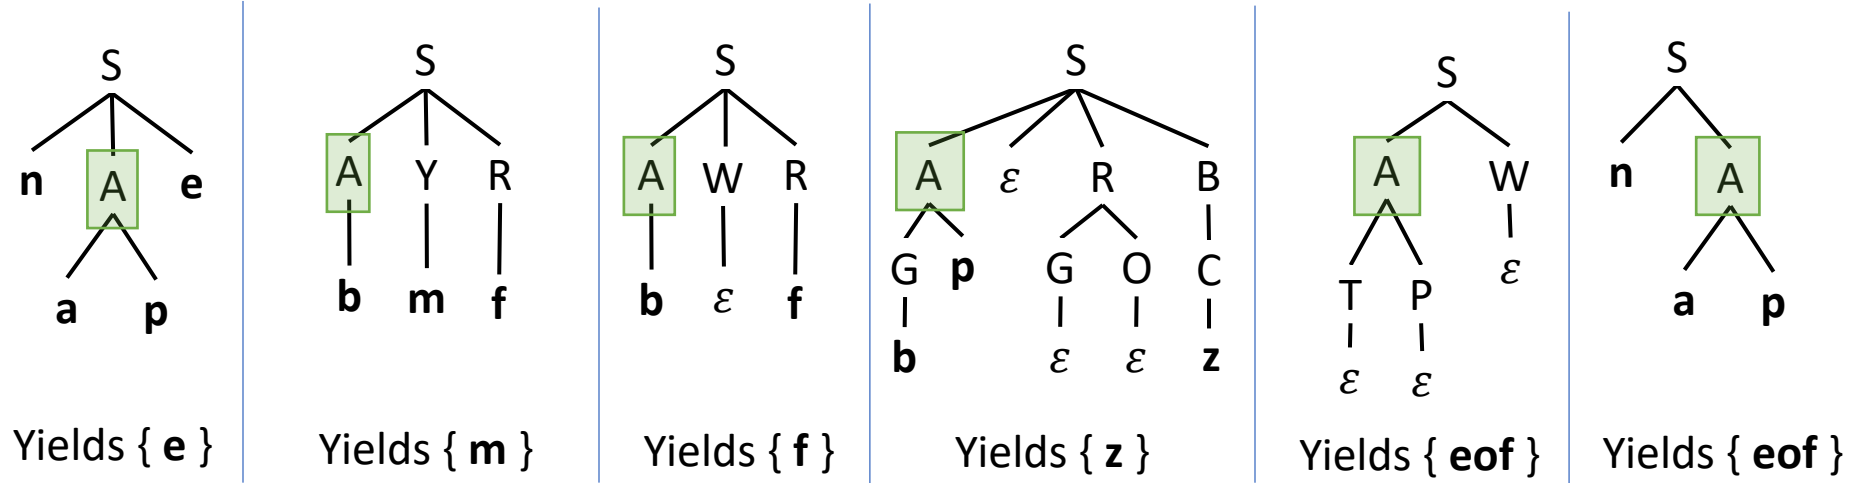 S
n A e
a p
Yields { e }
S
A Y R
b m f
Yields { m }
S
A W R
b ε f
Yields { f }
S
A ε R B
G p G O C
b ε ε z
Yields { z }
S
A W
T P ε
ε ε
Yields { eof }
S
n A
a p
Yields { eof }